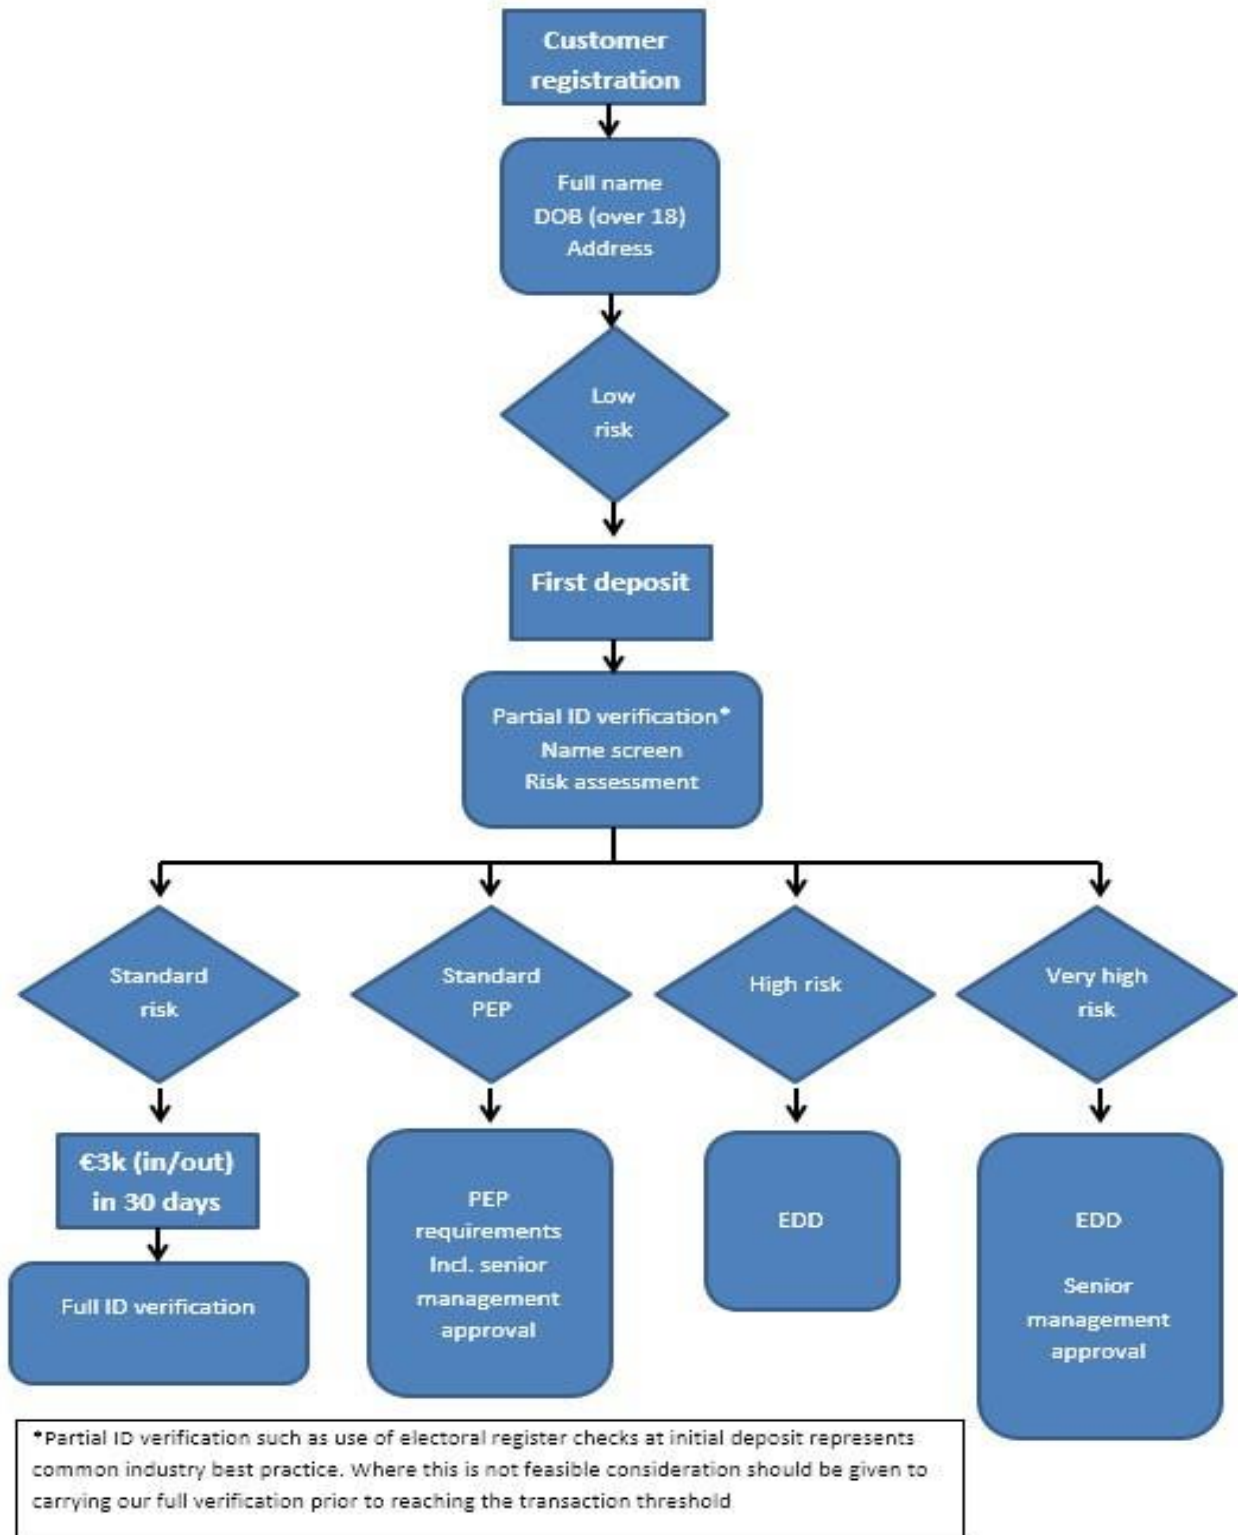 Customer
registration
Full name
DOB (over 18)
Address
Low
risk
First deposit
Partial ID verification*
Name screen
Risk assessment
Standard
risk
Standard
PEP
High risk
Very high
risk
€3k (in/out)
in 30 days
Full ID verification
PEP
requirements
Incl. senior
management
approval
EDD
EDD
Senior
management
approval
*Partial ID verification such as use of electoral register checks at initial deposit represents
common industry best practice. Where this is not feasible consideration should be given to
carrying our full verification prior to reaching the transaction threshold